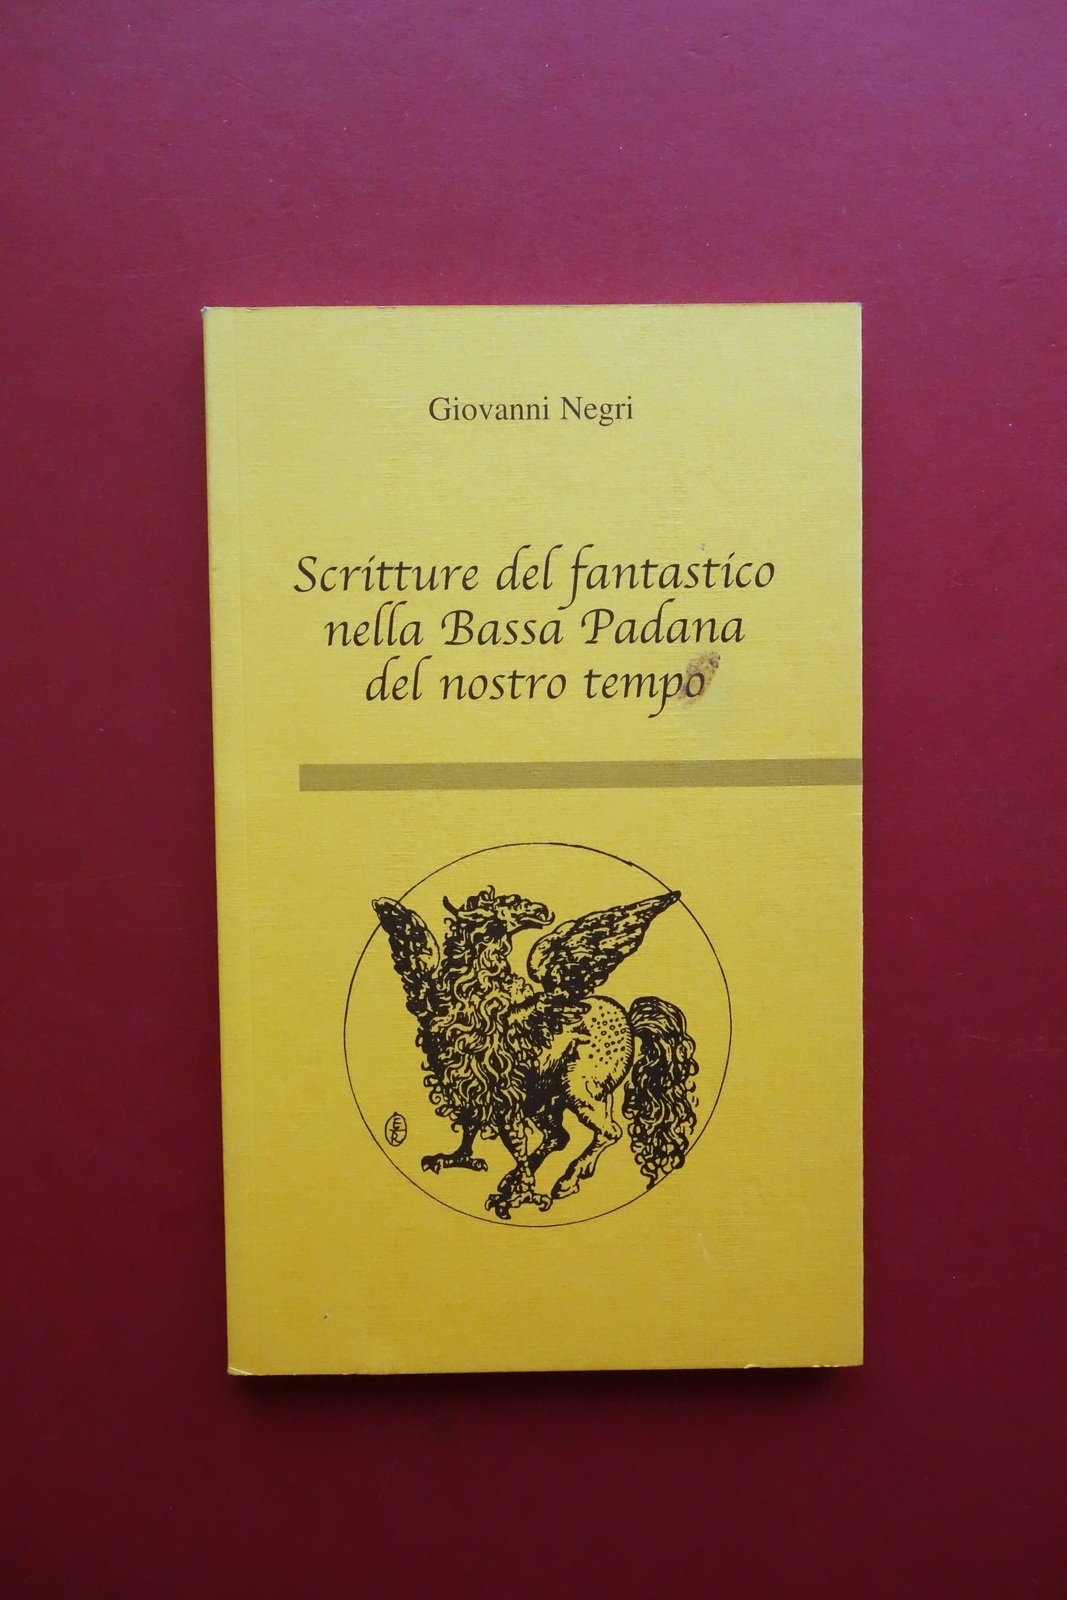 Giovanni Negri
Scritture del fantastico
nella Bassa Padana
del nostro tempo
E
R